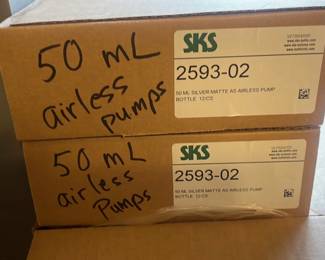 50 mL
airless
pumps
SKS
2593-02
50 ML SILVER MATTE AS AIRLESS PUMP
BOTTLE 12/CS
50 mL
airless
Pumps
SKS
2593-02
50 ML SILVER MATTE AS AIRLESS PUMP
BOTTLE 12/CS